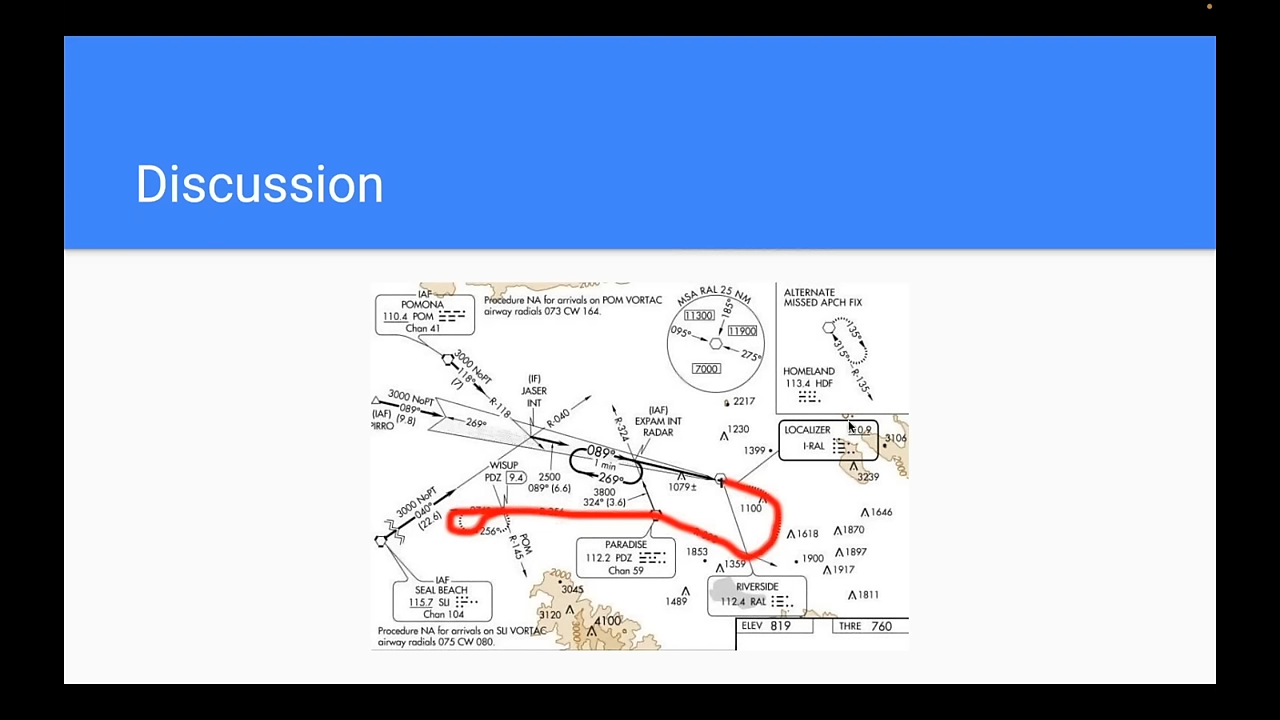 Discussion
IAF
POMONA
110.4 POM
Chan 41
Procedure NA for arrivals on POM VORTAC
airway radials 073 CW 164.
MSA RAL 25 NM
11300
185°
095°
11900
275°
7000
ALTERNATE
MISSED APCH FIX
135°
315°
R-135
HOMELAND
113.4 HDF
3000 NoPT
118°
(7)
R-118
(IF)
JASER
INT
R-040
3000 NoPT
089°
(IAF) (9.8)
269°
R-324
(IAF)
EXPAM INT
RADAR
2217
1230
1399
LOCALIZER
I-RAL
3106
2000
3239
089°
1 min
269°
WISUP
PDZ 9.4
2500
089° (6.6)
3800
324° (3.6)
1079±
1100
3000 NoPT
040°
(22.6)
256°
POM
R-145
PARADISE
112.2 PDZ
Chan 59
1853
1359
1489
1646
1618
1870
1900
1897
1917
1811
RIVERSIDE
112.4 RAL
IAF
SEAL BEACH
115.7 SLI
Chan 104
2000
3045
3120
3000
4100
Procedure NA for arrivals on SLI VORTAC
airway radials 075 CW 080.
ELEV 819
THRE 760